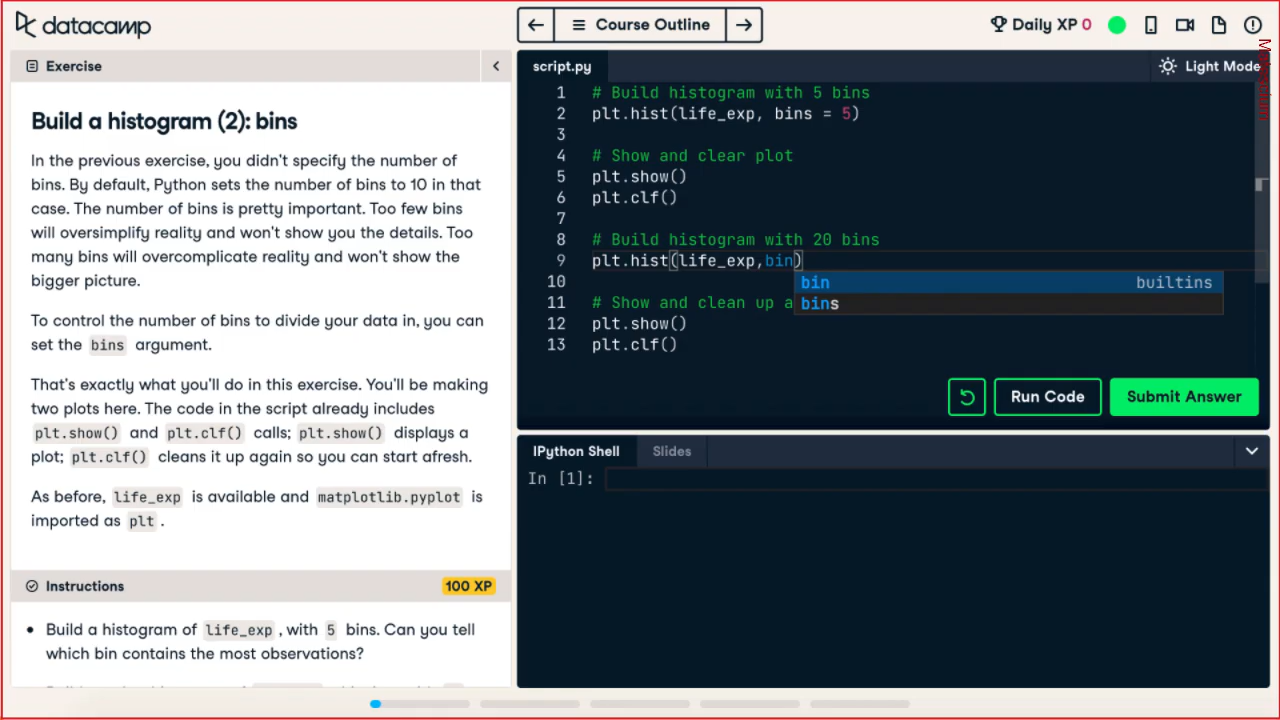 datacamp
Course Outline
Daily XP 0
Exercise
script.py
Light Mode
Build a histogram (2): bins
In the previous exercise, you didn't specify the number of
bins. By default, Python sets the number of bins to 10 in that
case. The number of bins is pretty important. Too few bins
will oversimplify reality and won't show you the details. Too
many bins will overcomplicate reality and won't show the
bigger picture.
To control the number of bins to divide your data in, you can
set the bins argument.
That's exactly what you'll do in this exercise. You'll be making
two plots here. The code in the script already includes
plt.show() and plt.clf() calls; plt.show() displays a
plot; plt.clf() cleans it up again so you can start afresh.
As before, life_exp is available and matplotlib.pyplot is
imported as plt.
Instructions
100 XP
Build a histogram of life_exp, with 5 bins. Can you tell
which bin contains the most observations?
1 # Build histogram with 5 bins
2 plt.hist(life_exp, bins = 5)
3
4 # Show and clear plot
5 plt.show()
6 plt.clf()
7
8 # Build histogram with 20 bins
9 plt.hist(life_exp,bin)
bin builtins
10
bins
11 # Show and clean up a
12 plt.show()
13 plt.clf()
Run Code
Submit Answer
IPython Shell
Slides
In [1]: